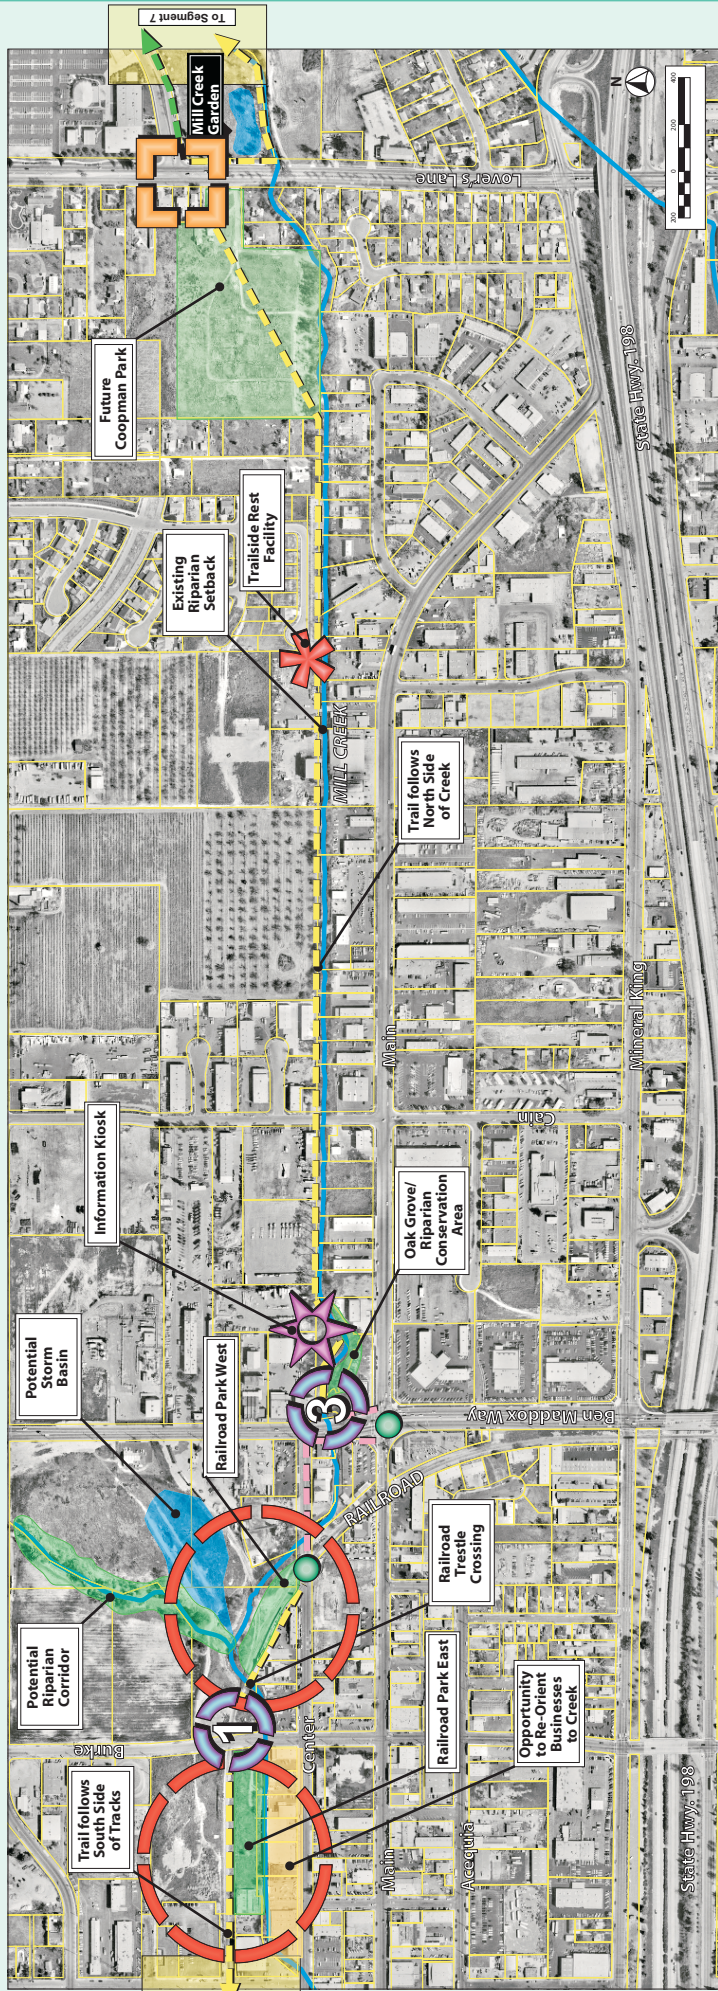 To Segment 7
Mill Creek
Garden
Lover's Lane
N
200
0
200
400
Future
Coopman Park
State Hwy. 198
Existing
Riparian
Setback
Trailside Rest
Facility
MILL CREEK
Trail follows
North Side
of Creek
Main
Mineral King
Cain
Information Kiosk
Oak Grove/
Riparian
Conservation
Area
Potential
Storm
Basin
Railroad Park West
3
Ben Maddox Way
RAILROAD
Railroad
Trestle
Crossing
Potential
Riparian
Corridor
1
Burke
Center
Railroad Park East
Opportunity
to Re-Orient
Businesses
to Creek
Trail follows
South Side
of Tracks
Main
Acequia
State Hwy. 198